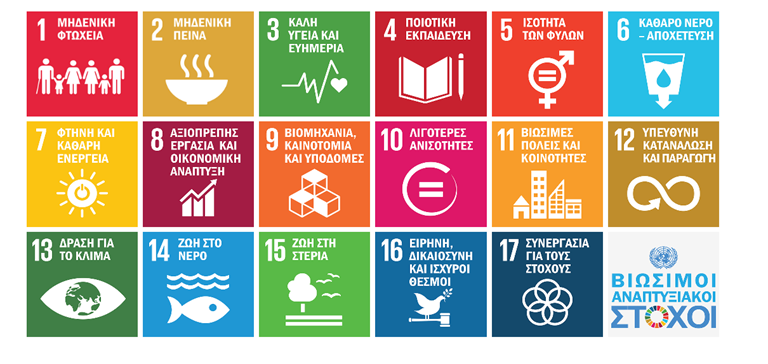 1 ΜΗΔΕΝΙΚΗ
ΦΤΩΧΕΙΑ
2 ΜΗΔΕΝΙΚΗ
ΠΕΙΝΑ
3 ΚΑΛΗ
ΥΓΕΙΑ ΚΑΙ
ΕΥΗΜΕΡΙΑ
4 ΠΟΙΟΤΙΚΗ
ΕΚΠΑΙΔΕΥΣΗ
5 ΙΣΟΤΗΤΑ
ΤΩΝ ΦΥΛΩΝ
6 ΚΑΘΑΡΟ ΝΕΡΟ
– ΑΠΟΧΕΤΕΥΣΗ
7 ΦΤΗΝΗ ΚΑΙ
ΚΑΘΑΡΗ
ΕΝΕΡΓΕΙΑ
8 ΑΞΙΟΠΡΕΠΗΣ
ΕΡΓΑΣΙΑ ΚΑΙ
ΟΙΚΟΝΟΜΙΚΗ
ΑΝΑΠΤΥΞΗ
9 ΒΙΟΜΗΧΑΝΙΑ,
ΚΑΙΝΟΤΟΜΙΑ
ΚΑΙ ΥΠΟΔΟΜΕΣ
10 ΛΙΓΟΤΕΡΕΣ
ΑΝΙΣΟΤΗΤΕΣ
11 ΒΙΩΣΙΜΕΣ
ΠΟΛΕΙΣ ΚΑΙ
ΚΟΙΝΟΤΗΤΕΣ
12 ΥΠΕΥΘΥΝΗ
ΚΑΤΑΝΑΛΩΣΗ
ΚΑΙ ΠΑΡΑΓΩΓΗ
13 ΔΡΑΣΗ ΓΙΑ
ΤΟ ΚΛΙΜΑ
14 ΖΩΗ ΣΤΟ
ΝΕΡΟ
15 ΖΩΗ ΣΤΗ
ΣΤΕΡΙΑ
16 ΕΙΡΗΝΗ,
ΔΙΚΑΙΟΣΥΝΗ
ΚΑΙ ΙΣΧΥΡΟΙ
ΘΕΣΜΟΙ
17 ΣΥΝΕΡΓΑΣΙΑ
ΓΙΑ ΤΟΥΣ
ΣΤΟΧΟΥΣ
ΒΙΩΣΙΜΟΙ
ΑΝΑΠΤΥΞΙΑΚΟΙ
ΣΤΟΧΟΙ